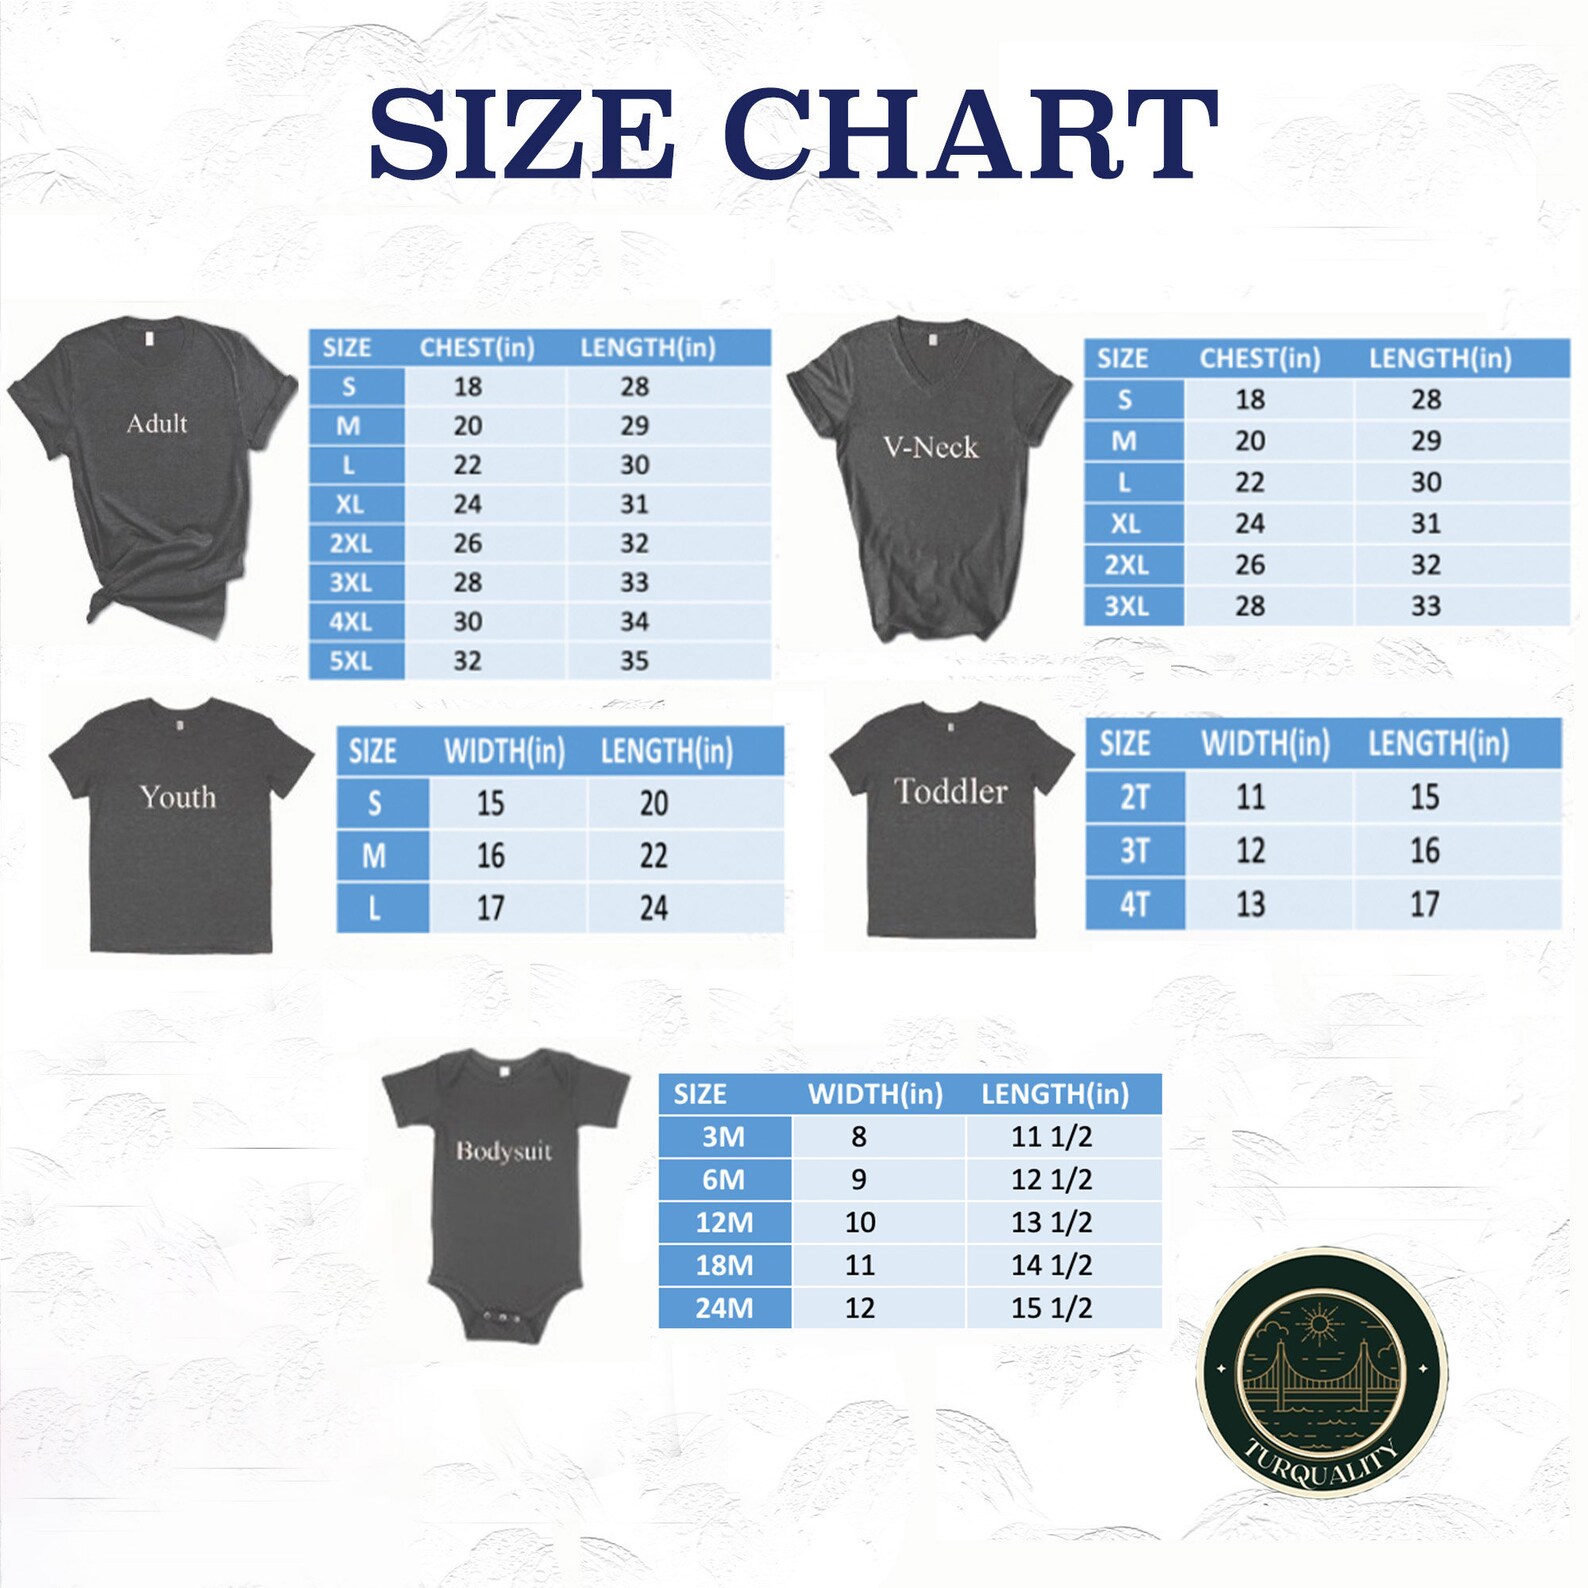 SIZE CHART
Adult
SIZE CHEST(in) LENGTH(in)
S 18 28
M 20 29
L 22 30
XL 24 31
2XL 26 32
3XL 28 33
4XL 30 34
5XL 32 35
V-Neck
SIZE CHEST(in) LENGTH(in)
S 18 28
M 20 29
L 22 30
XL 24 31
2XL 26 32
3XL 28 33
Youth
SIZE WIDTH(in) LENGTH(in)
S 15 20
M 16 22
L 17 24
Toddler
SIZE WIDTH(in) LENGTH(in)
2T 11 15
3T 12 16
4T 13 17
Bodysuit
SIZE WIDTH(in) LENGTH(in)
3M 8 11 1/2
6M 9 12 1/2
12M 10 13 1/2
18M 11 14 1/2
24M 12 15 1/2
TURQUALITY